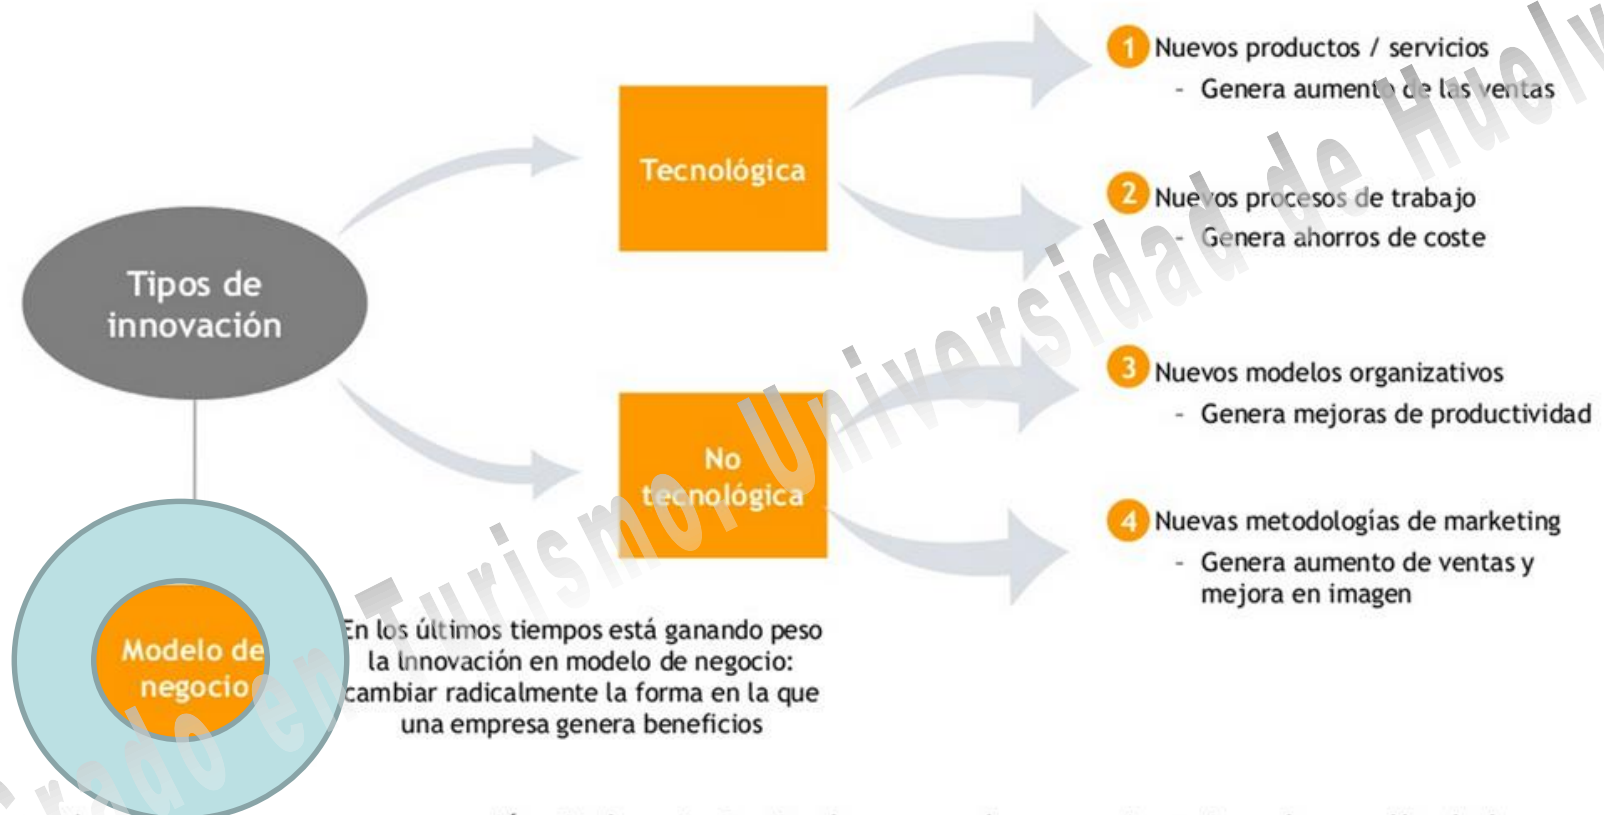 Tipos de
innovación
Tecnológica
1 Nuevos productos / servicios
- Genera aumento de las ventas
2 Nuevos procesos de trabajo
- Genera ahorros de coste
No
tecnológica
3 Nuevos modelos organizativos
- Genera mejoras de productividad
4 Nuevas metodologías de marketing
- Genera aumento de ventas y
mejora en imagen
Modelo de
negocio
En los últimos tiempos está ganando peso
la innovación en modelo de negocio:
cambiar radicalmente la forma en la que
una empresa genera beneficios
Grado en Turismo, Universidad de Huelv